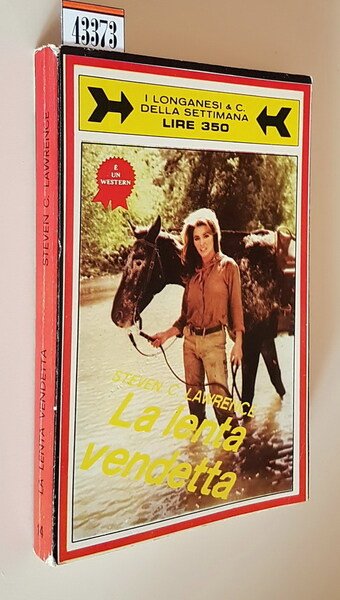 43373
I LONGANESI & C.
DELLA SETTIMANA
LIRE 350
È
UN
WESTERN
STEVEN C. LAWRENCE
La lenta
vendetta
STEVEN C. LAWRENCE
LA LENTA VENDETTA